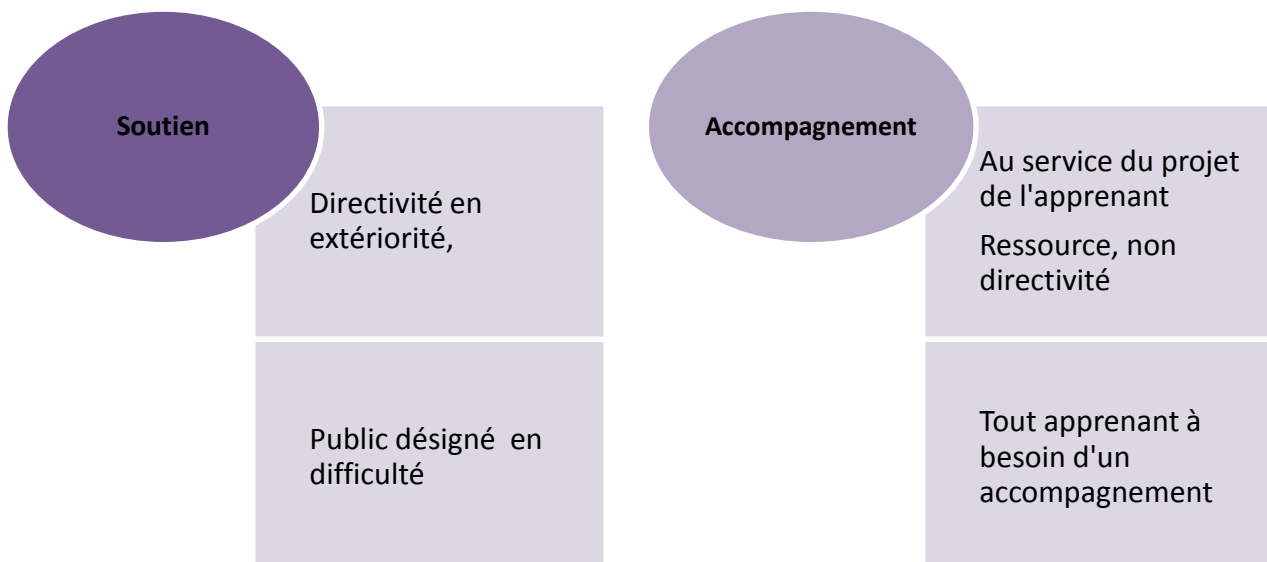 Soutien
Directivité en
extériorité,
Public désigné en
difficulté
Accompagnement
Au service du projet
de l'apprenant
Ressource, non
directivité
Tout apprenant à
besoin d'un
accompagnement